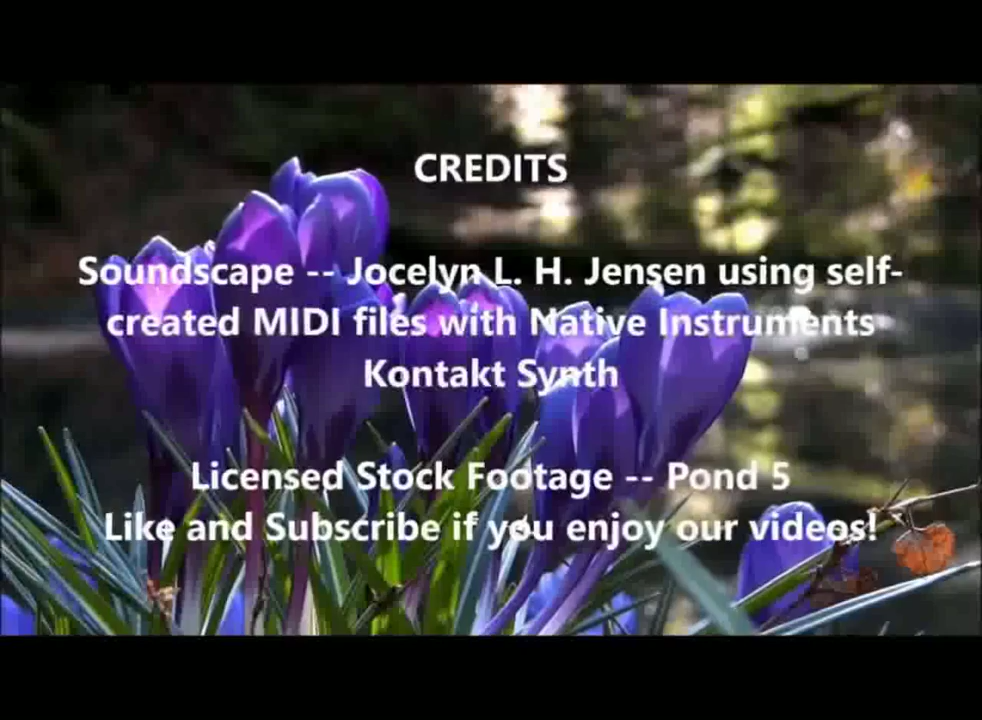 CREDITS
Soundscape -- Jocelyn L. H. Jensen using self-
created MIDI files with Native Instruments
Kontakt Synth
Licensed Stock Footage -- Pond 5
Like and Subscribe if you enjoy our videos!